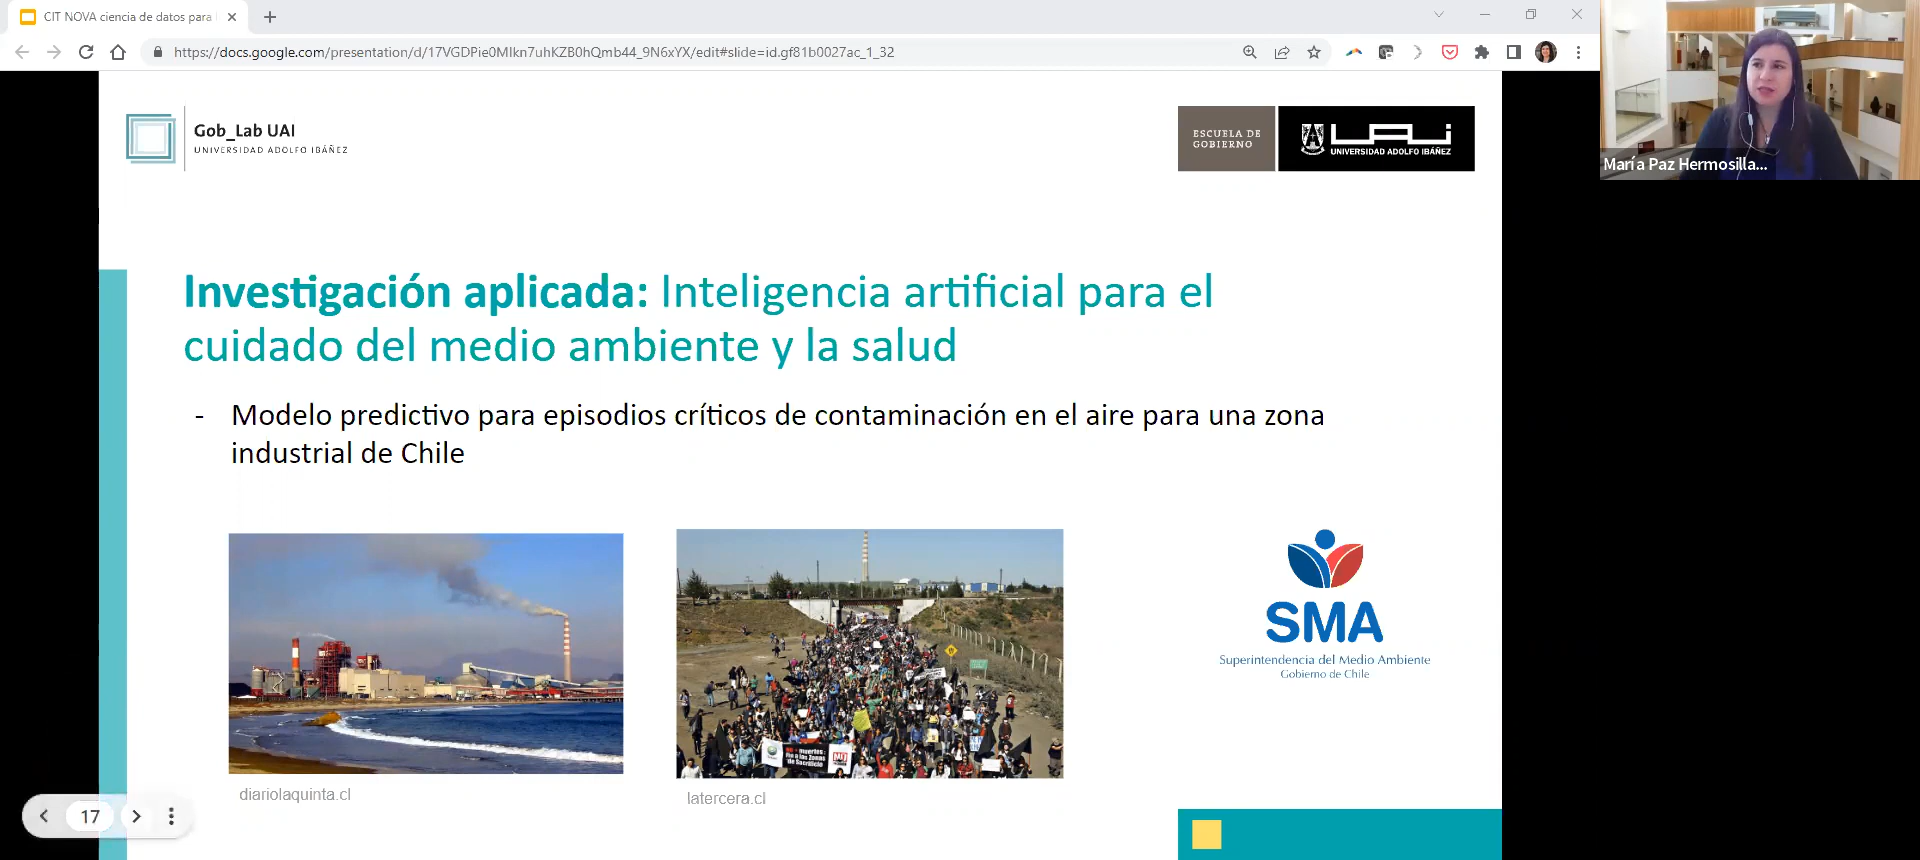 CIT NOVA ciencia de datos para
https://docs.google.com/presentation/d/17VGDPie0Mlkn7uhKZB0hQmb44_9N6xYX/edit#slide=id.gf81b0027ac_1_32
María Paz Hermosilla...
Gob_Lab UAI
UNIVERSIDAD ADOLFO IBÁÑEZ
ESCUELA DE
GOBIERNO
UAI
UNIVERSIDAD ADOLFO IBÁÑEZ
Investigación aplicada: Inteligencia artificial para el
cuidado del medio ambiente y la salud
- Modelo predictivo para episodios críticos de contaminación en el aire para una zona
industrial de Chile
SMA
Superintendencia del Medio Ambiente
Gobierno de Chile
diariolaquinta.cl
latercera.cl
17